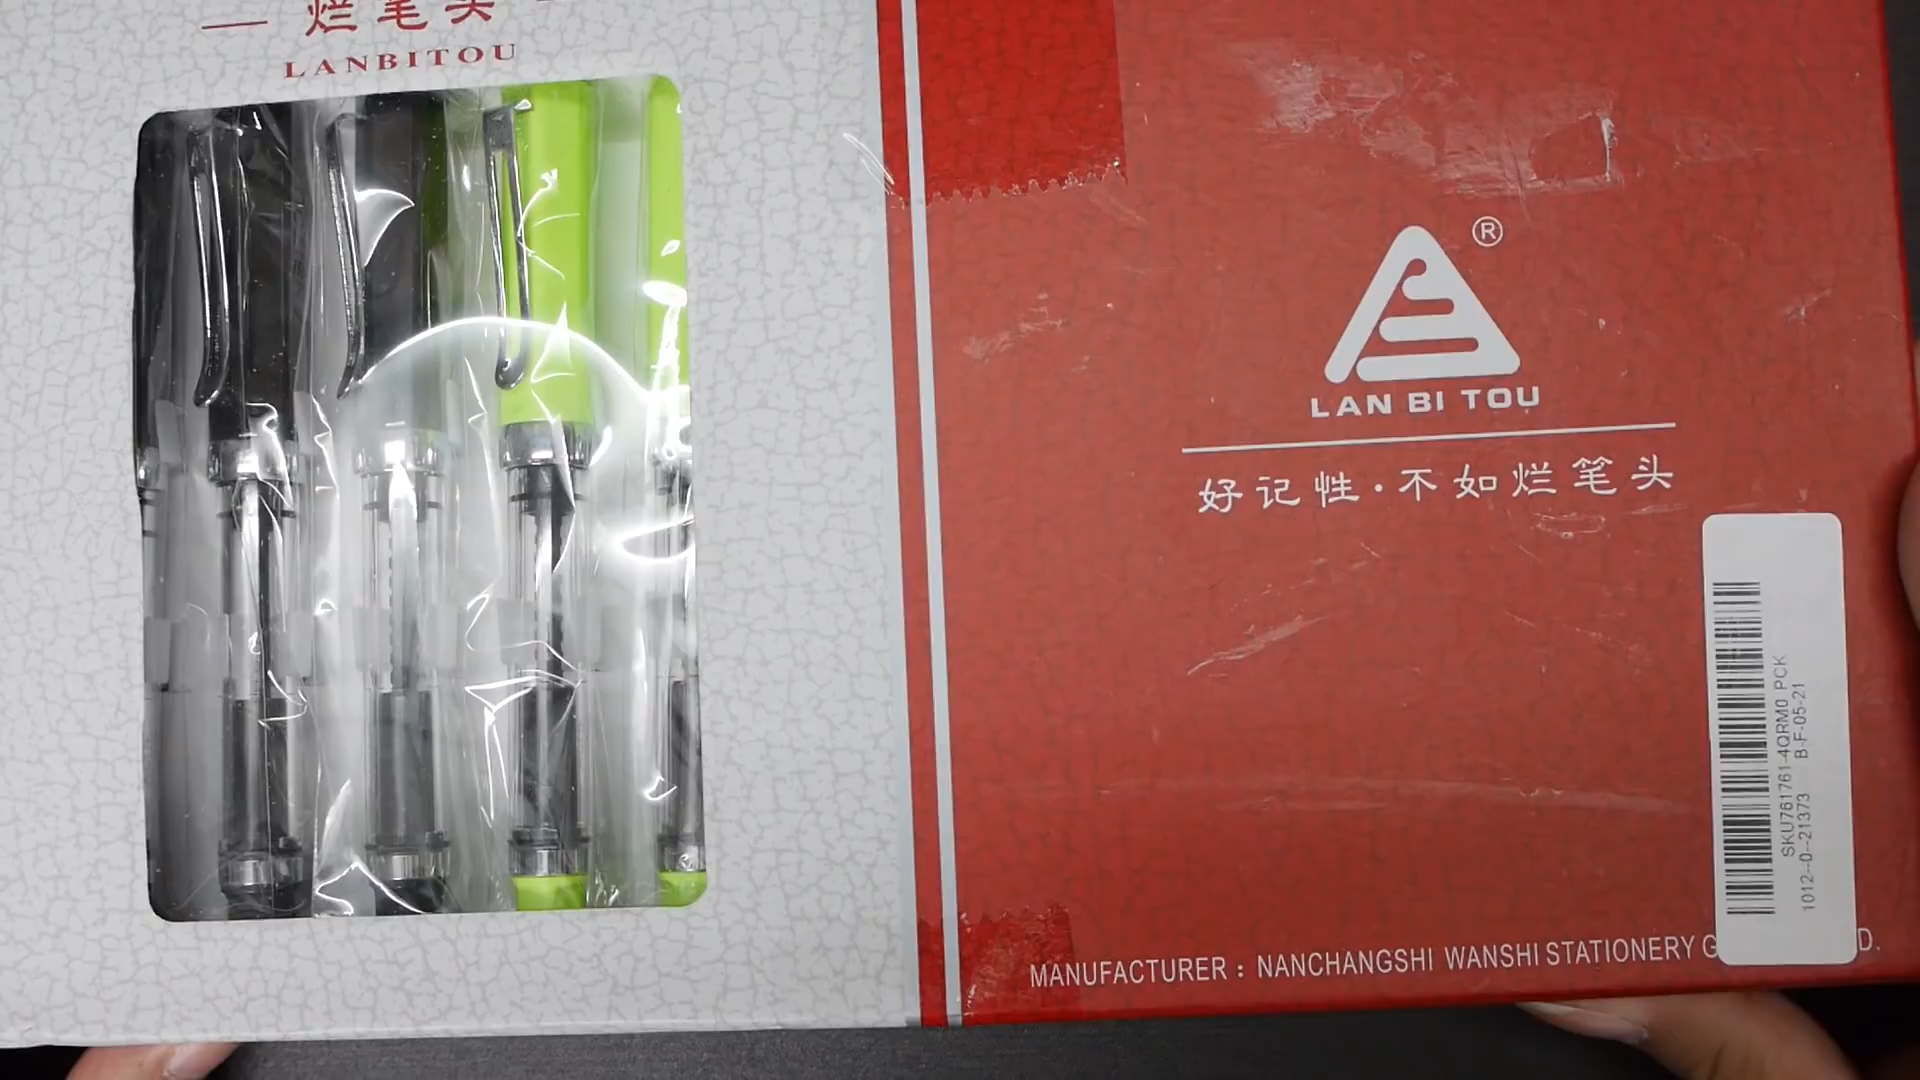 烂笔头
LANBITOU
®
LAN BI TOU
好记性·不如烂笔头
SKU761761-4QRM0 PCK
1012--0--21373 B-F-05-21
MANUFACTURER：NANCHANGSHI WANSHI STATIONERY G D.